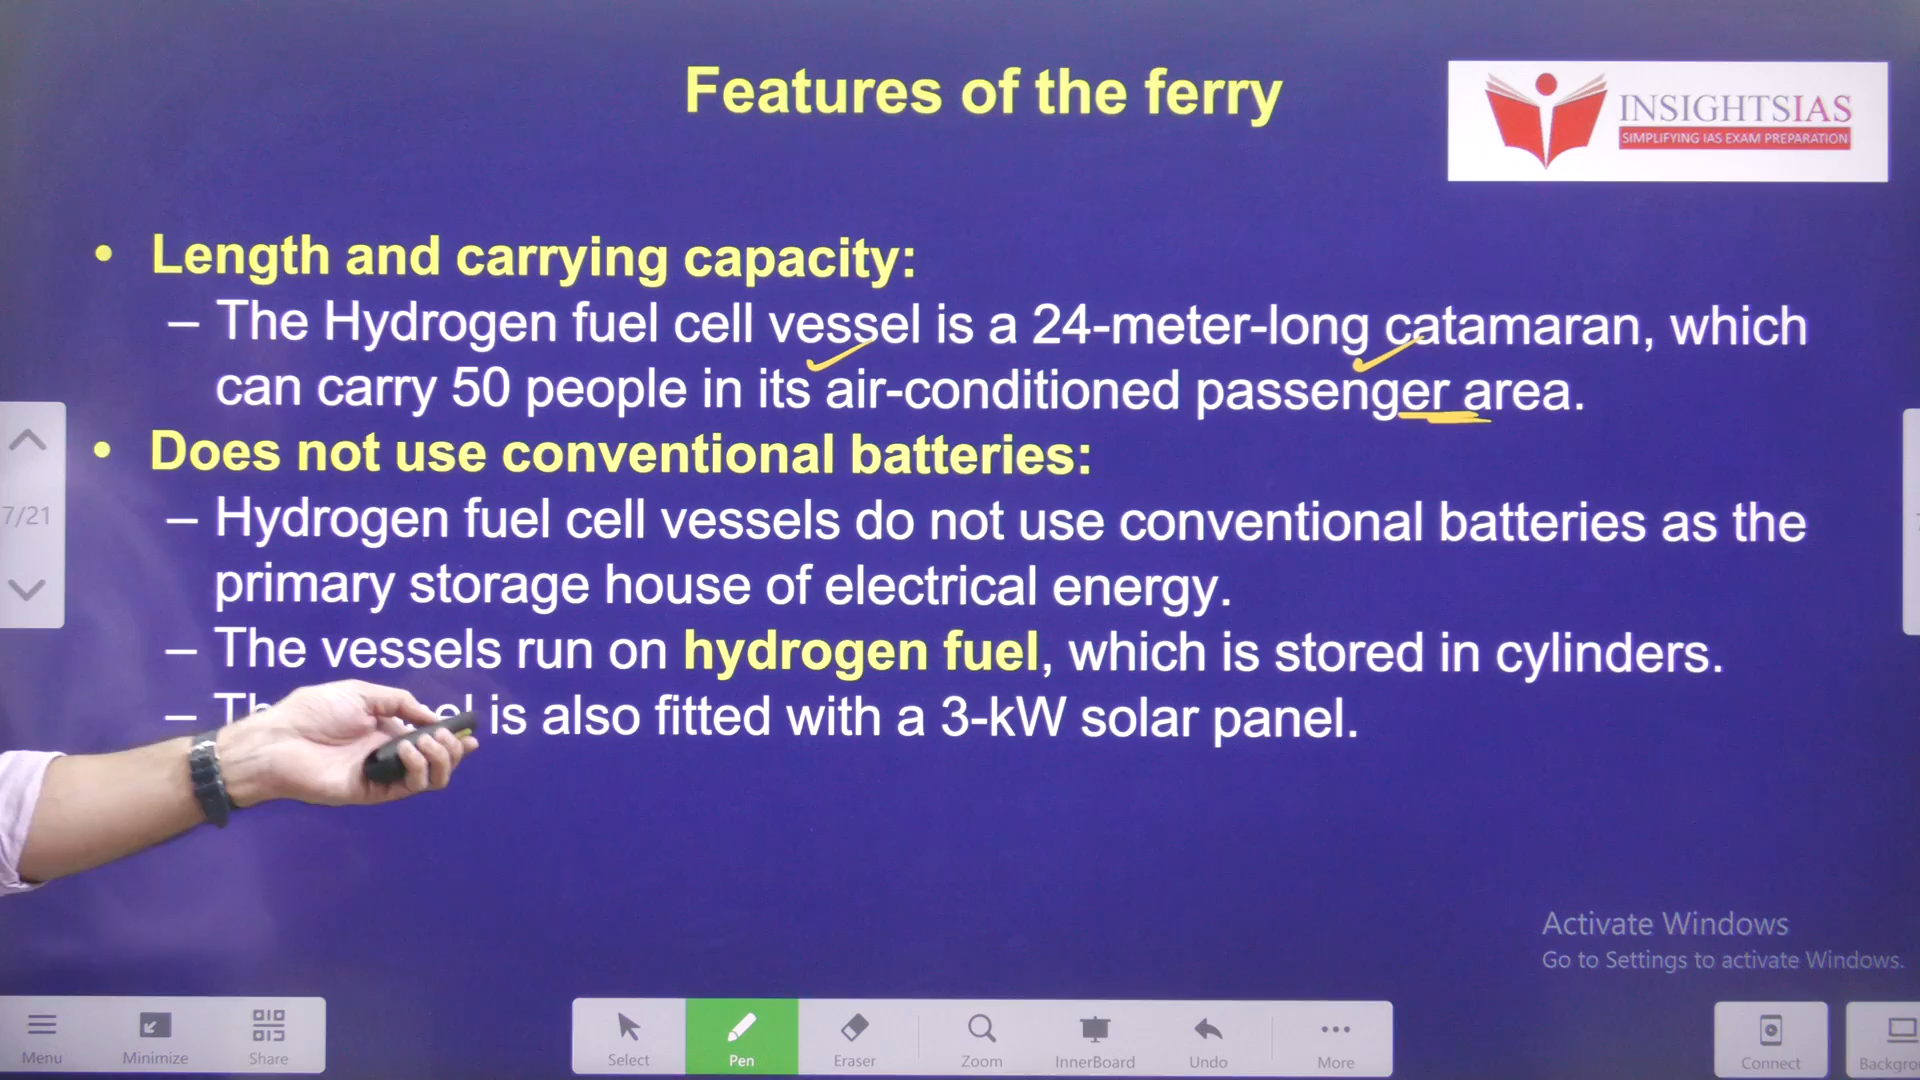 Features of the ferry
INSIGHTSIAS
SIMPLIFYING IAS EXAM PREPARATION
• Length and carrying capacity:
– The Hydrogen fuel cell vessel is a 24-meter-long catamaran, which
can carry 50 people in its air-conditioned passenger area.
• Does not use conventional batteries:
– Hydrogen fuel cell vessels do not use conventional batteries as the
primary storage house of electrical energy.
– The vessels run on hydrogen fuel, which is stored in cylinders.
– is also fitted with a 3-kW solar panel.
7/21
Activate Windows
Go to Settings to activate Windows.
Menu Minimize Share Select Pen Eraser Zoom InnerBoard Undo More Connect